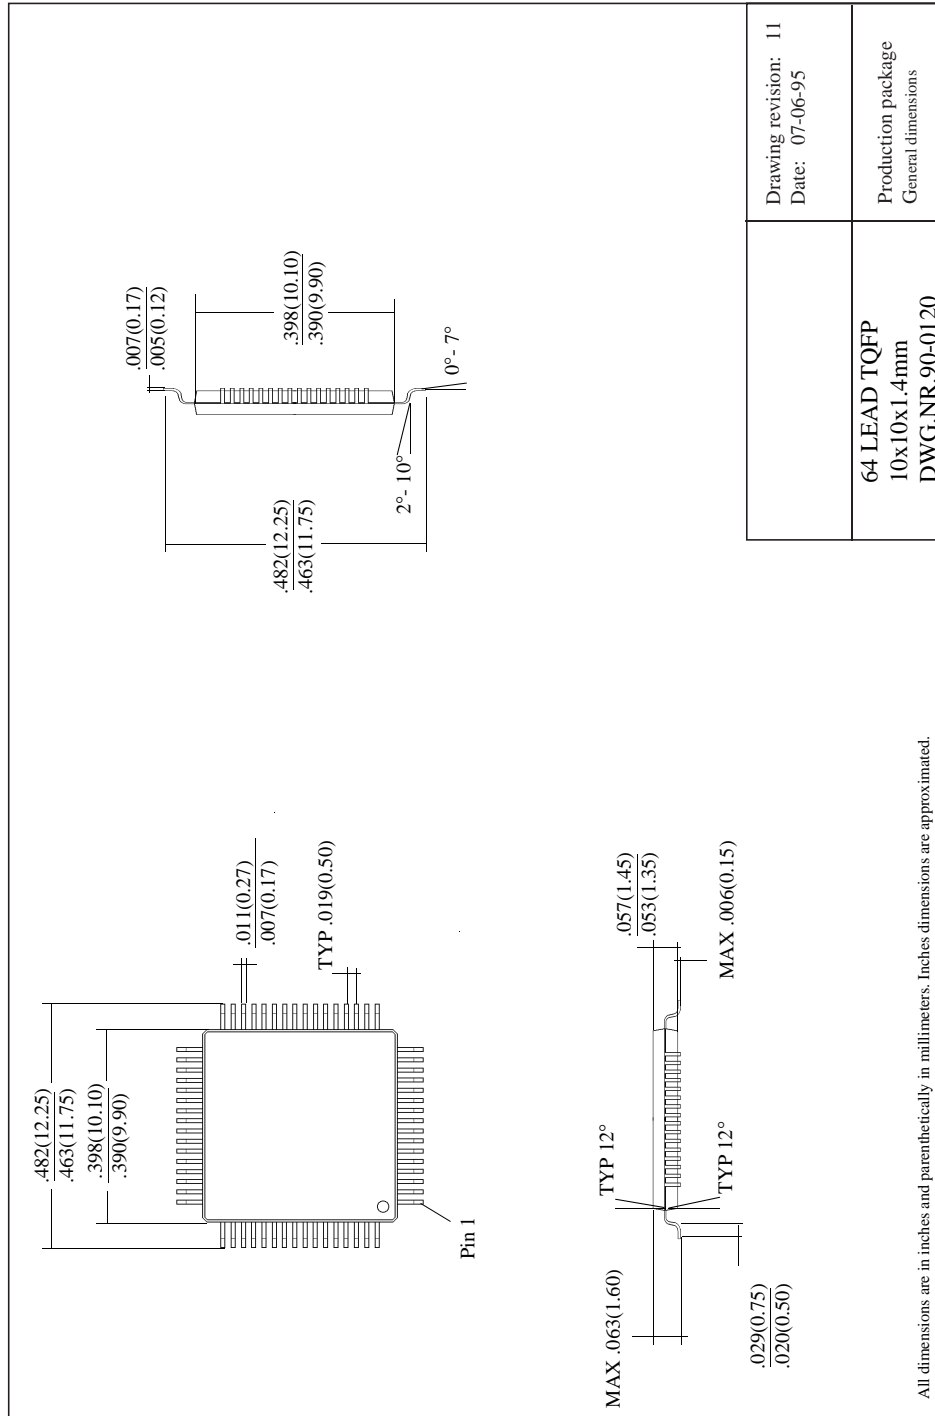 .482(12.25)
.463(11.75)
.398(10.10)
.390(9.90)
.011(0.27)
.007(0.17)
TYP .019(0.50)
Pin 1
.007(0.17)
.005(0.12)
.398(10.10)
.390(9.90)
.482(12.25)
.463(11.75)
2°- 10°
0°- 7°
MAX .063(1.60)
TYP 12°
TYP 12°
.057(1.45)
.053(1.35)
MAX .006(0.15)
.029(0.75)
.020(0.50)
Drawing revision: 11
Date: 07-06-95
64 LEAD TQFP
10x10x1.4mm
DWG.NR.90-0120
Production package
General dimensions
All dimensions are in inches and parenthetically in millimeters. Inches dimensions are approximated.